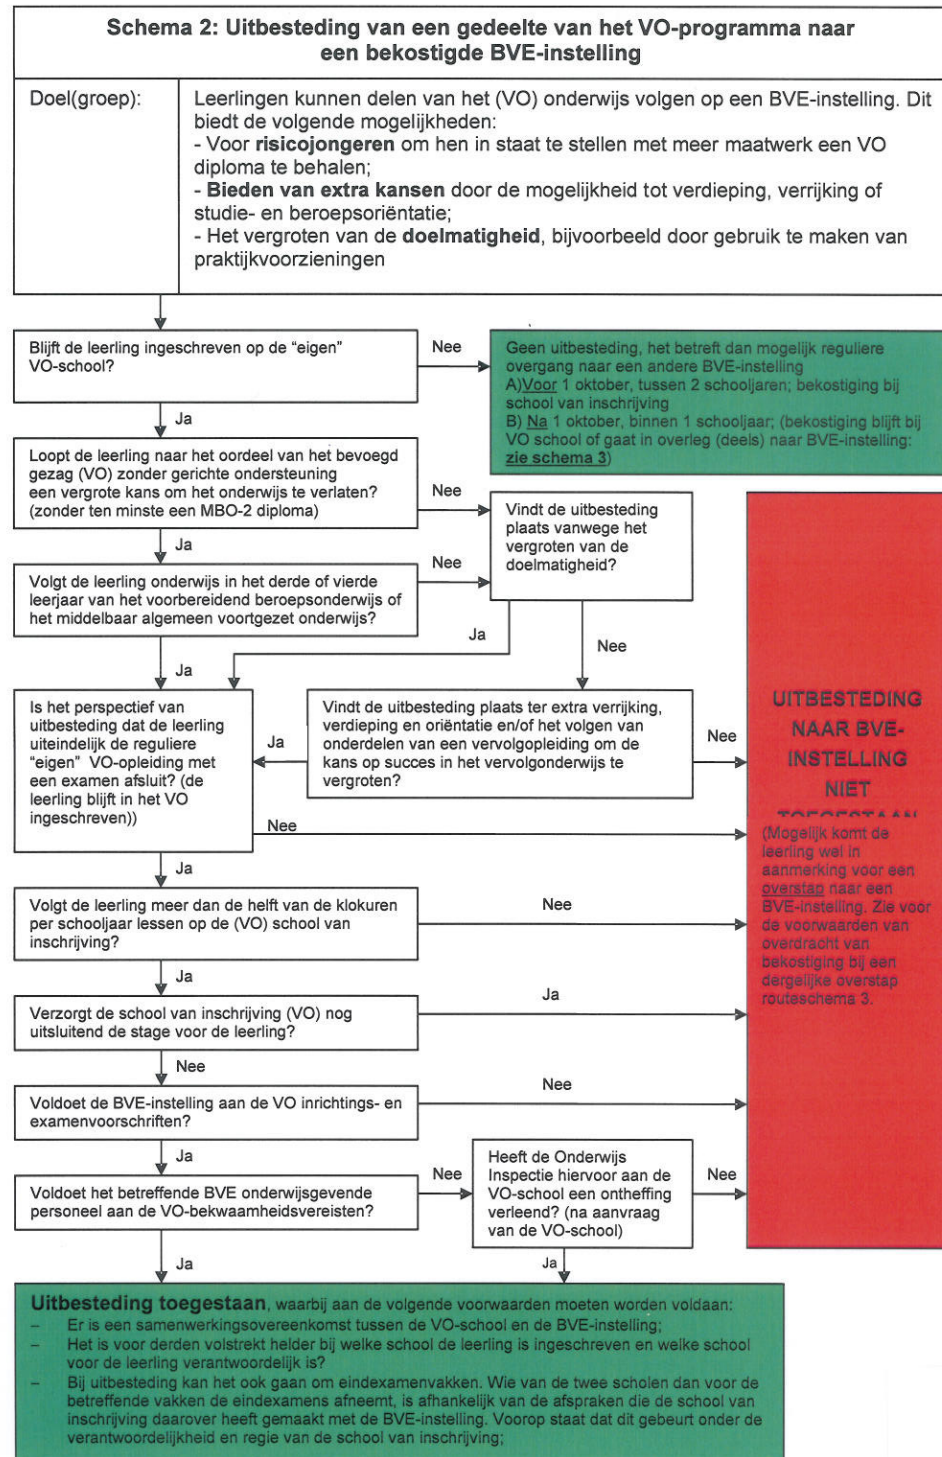 Schema 2: Uitbesteding van een gedeelte van het VO-programma naar
een bekostigde BVE-instelling
Doel(groep):
Leerlingen kunnen delen van het (VO) onderwijs volgen op een BVE-instelling. Dit
biedt de volgende mogelijkheden:
- Voor risicojongeren om hen in staat te stellen met meer maatwerk een VO
diploma te behalen;
- Bieden van extra kansen door de mogelijkheid tot verdieping, verrijking of
studie- en beroepsoriëntatie;
- Het vergroten van de doelmatigheid, bijvoorbeeld door gebruik te maken van
praktijkvoorzieningen
Blijft de leerling ingeschreven op de “eigen”
VO-school?
Nee
Geen uitbesteding, het betreft dan mogelijk reguliere
overgang naar een andere BVE-instelling
A)Voor 1 oktober, tussen 2 schooljaren; bekostiging bij
school van inschrijving
B) Na 1 oktober, binnen 1 schooljaar; (bekostiging blijft bij
VO school of gaat in overleg (deels) naar BVE-instelling:
zie schema 3)
Ja
Loopt de leerling naar het oordeel van het bevoegd
gezag (VO) zonder gerichte ondersteuning
een vergrote kans om het onderwijs te verlaten?
(zonder ten minste een MBO-2 diploma)
Nee
Vindt de uitbesteding
plaats vanwege het
vergroten van de
doelmatigheid?
Ja
Volgt de leerling onderwijs in het derde of vierde
leerjaar van het voorbereidend beroepsonderwijs of
het middelbaar algemeen voortgezet onderwijs?
Nee
Ja
Nee
Ja
Is het perspectief van
uitbesteding dat de leerling
uiteindelijk de reguliere
“eigen” VO-opleiding met
een examen afsluit? (de
leerling blijft in het VO
ingeschreven))
Ja
Vindt de uitbesteding plaats ter extra verrijking,
verdieping en oriëntatie en/of het volgen van
onderdelen van een vervolgopleiding om de
kans op succes in het vervolgonderwijs te
vergroten?
Nee
UITBESTEDING
NAAR BVE-
INSTELLING
NIET
TOEGESTAAN
(Mogelijk komt de
leerling wel in
aanmerking voor een
overstap naar een
BVE-instelling. Zie voor
de voorwaarden van
overdracht van
bekostiging bij een
dergelijke overstap
routeschema 3.
Nee
Ja
Volgt de leerling meer dan de helft van de klokuren
per schooljaar lessen op de (VO) school van
inschrijving?
Nee
Ja
Verzorgt de school van inschrijving (VO) nog
uitsluitend de stage voor de leerling?
Ja
Nee
Voldoet de BVE-instelling aan de VO inrichtings- en
examenvoorschriften?
Nee
Ja
Voldoet het betreffende BVE onderwijsgevende
personeel aan de VO-bekwaamheidsvereisten?
Nee
Heeft de Onderwijs
Inspectie hiervoor aan de
VO-school een ontheffing
verleend? (na aanvraag
van de VO-school)
Nee
Ja
Ja
Uitbesteding toegestaan, waarbij aan de volgende voorwaarden moeten worden voldaan:
– Er is een samenwerkingsovereenkomst tussen de VO-school en de BVE-instelling;
– Het is voor derden volstrekt helder bij welke school de leerling is ingeschreven en welke school
voor de leerling verantwoordelijk is?
– Bij uitbesteding kan het ook gaan om eindexamenvakken. Wie van de twee scholen dan voor de
betreffende vakken de eindexamens afneemt, is afhankelijk van de afspraken die de school van
inschrijving daarover heeft gemaakt met de BVE-instelling. Voorop staat dat dit gebeurt onder de
verantwoordelijkheid en regie van de school van inschrijving;